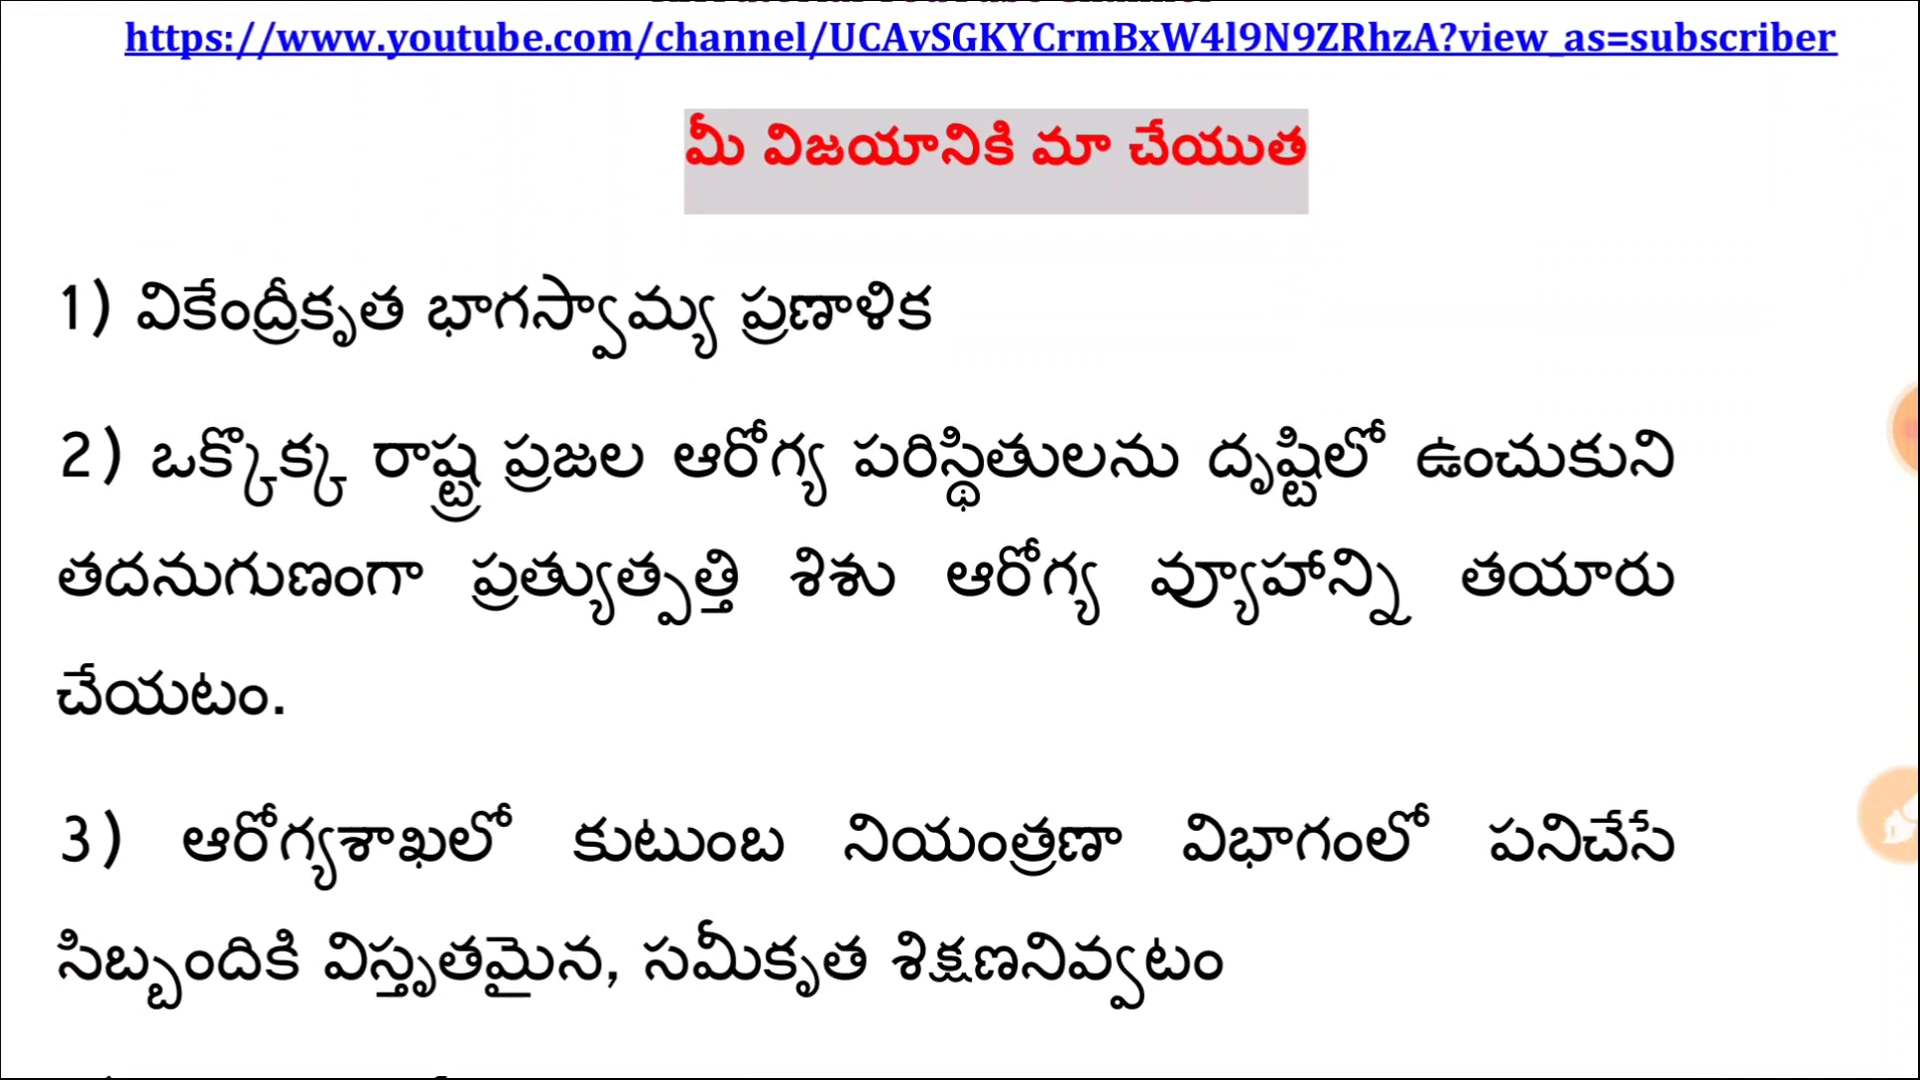 https://www.youtube.com/channel/UCAvSGKYCrmBxW4l9N9ZRhzA?view_as=subscriber
మీ విజయానికి మా చేయుత
1) వికేంద్రీకృత భాగస్వామ్య ప్రణాళిక
2) ఒక్కొక్క రాష్ట్ర ప్రజల ఆరోగ్య పరిస్థితులను దృష్టిలో ఉంచుకుని
తదనుగుణంగా ప్రత్యుత్పత్తి శిశు ఆరోగ్య వ్యూహాన్ని తయారు
చేయటం.
3) ఆరోగ్యశాఖలో కుటుంబ నియంత్రణా విభాగంలో పనిచేసే
సిబ్బందికి విస్తృతమైన, సమీకృత శిక్షణనివ్వటం